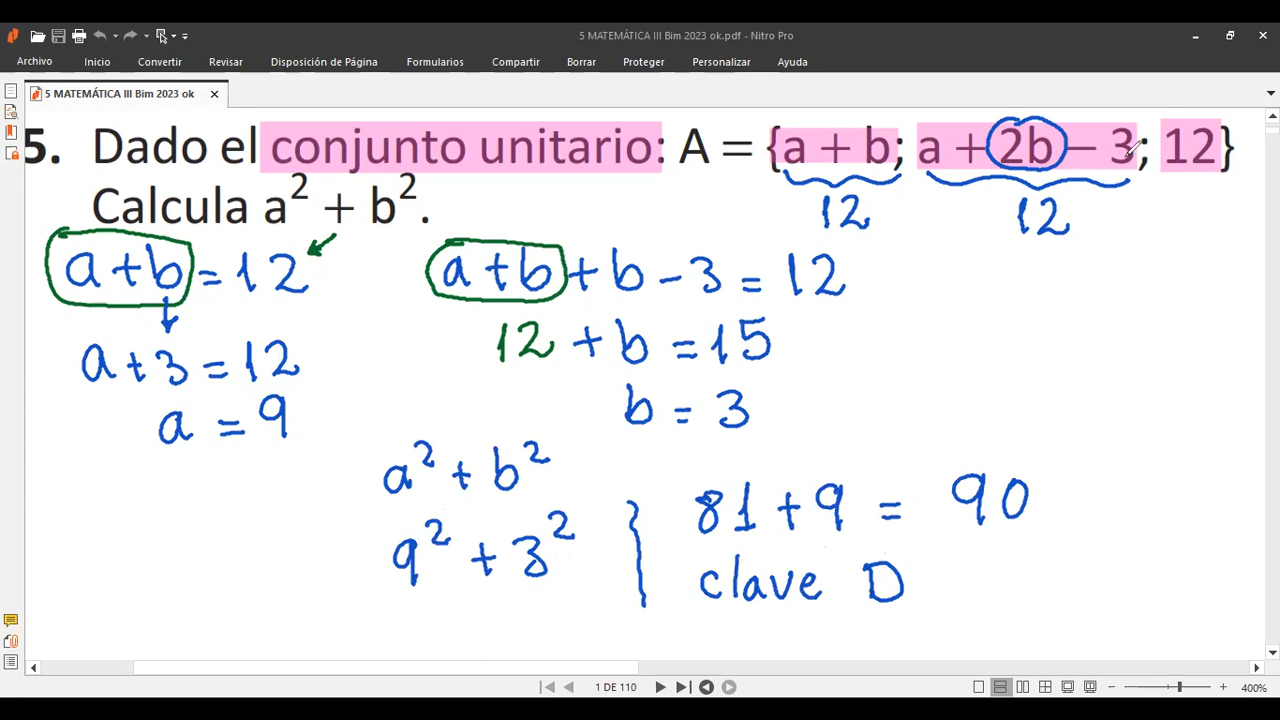 5 MATEMÁTICA III Bim 2023 ok.pdf - Nitro Pro
Archivo Inicio Convertir Revisar Disposición de Página Formularios Compartir Borrar Proteger Personalizar Ayuda
5 MATEMÁTICA III Bim 2023 ok
5. Dado el conjunto unitario: A = {a + b; a + 2b − 3; 12}
Calcula a² + b².
12 12
a + b = 12 a + b + b − 3 = 12
a + 3 = 12 12 + b = 15
a = 9 b = 3
a² + b²
9² + 3² 81 + 9 = 90
clave D
1 DE 110 400%